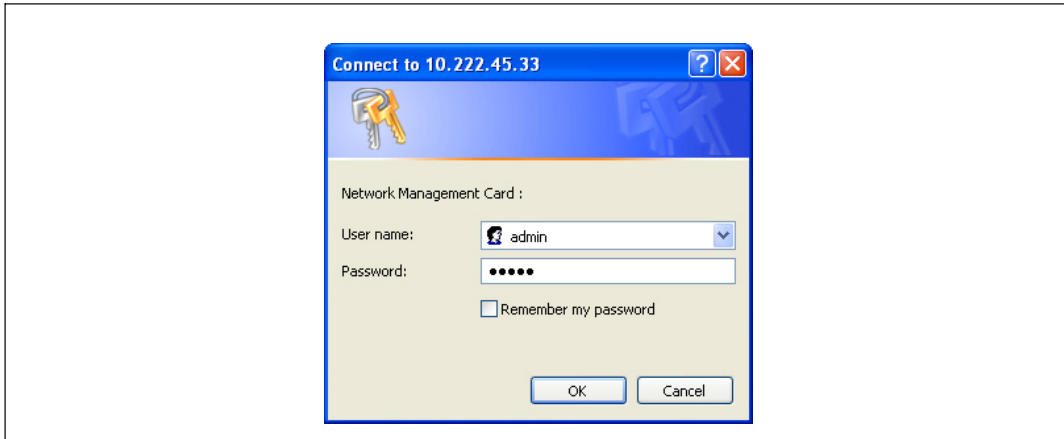 Connect to 10.222.45.33
?
Network Management Card :
User name:
admin
Password:
•••••
Remember my password
OK
Cancel